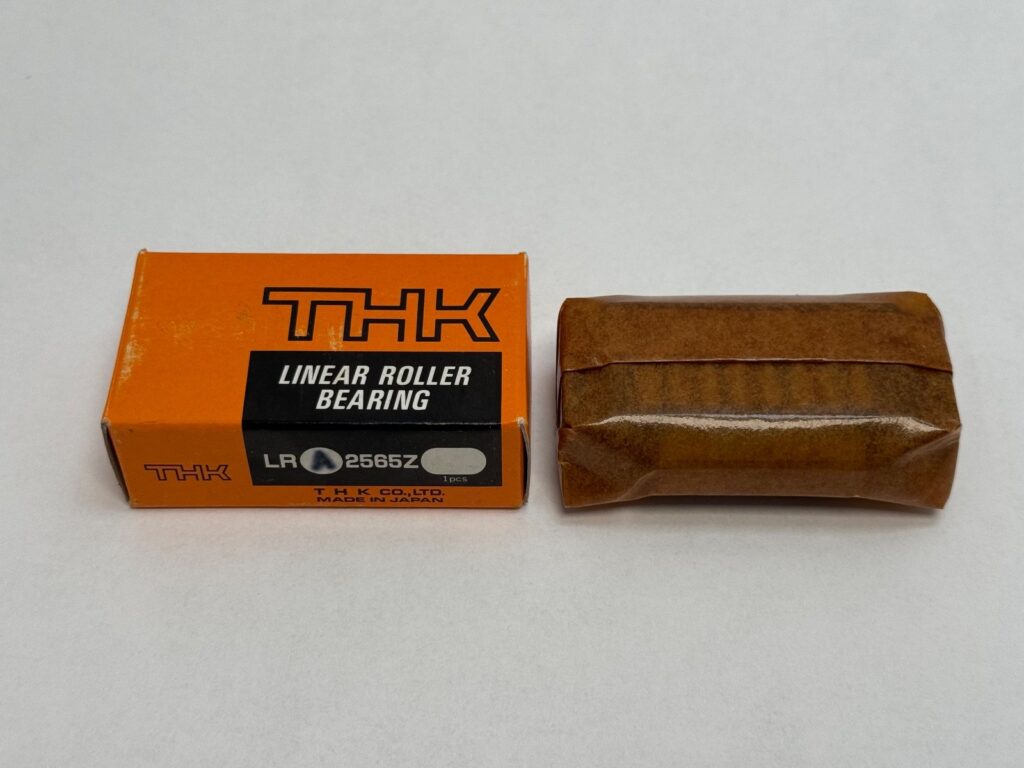 THK
LINEAR ROLLER
BEARING
LR A 2565Z
1pcs
THK
T H K CO.,LTD.
MADE IN JAPAN